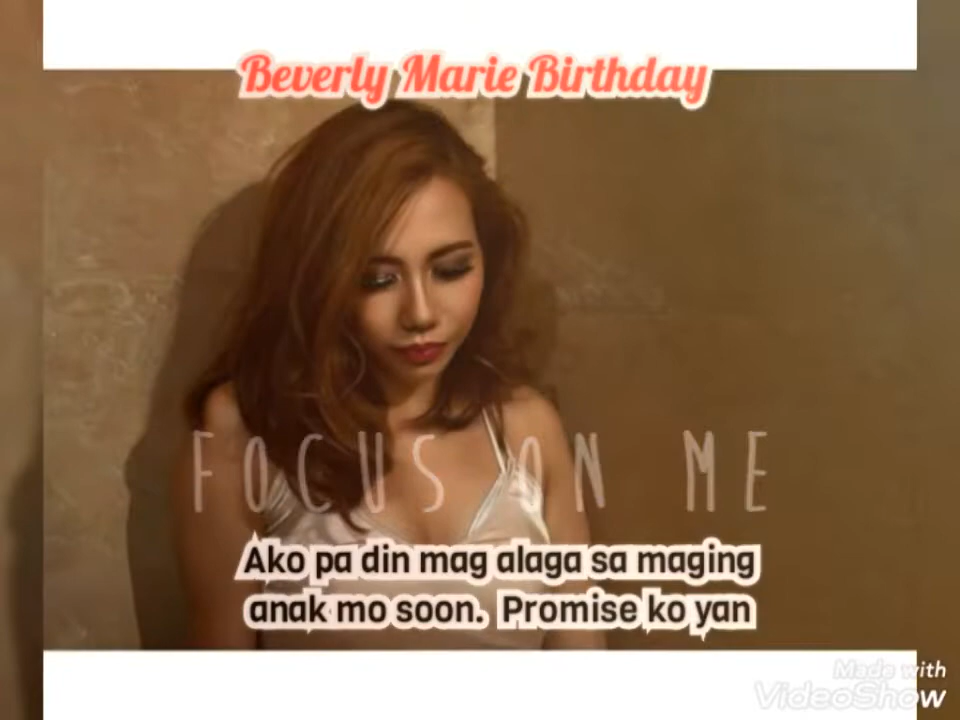 Beverly Marie Birthday
FOCUS ON ME
Ako pa din mag alaga sa maging
anak mo soon. Promise ko yan
Made with
VideoShow